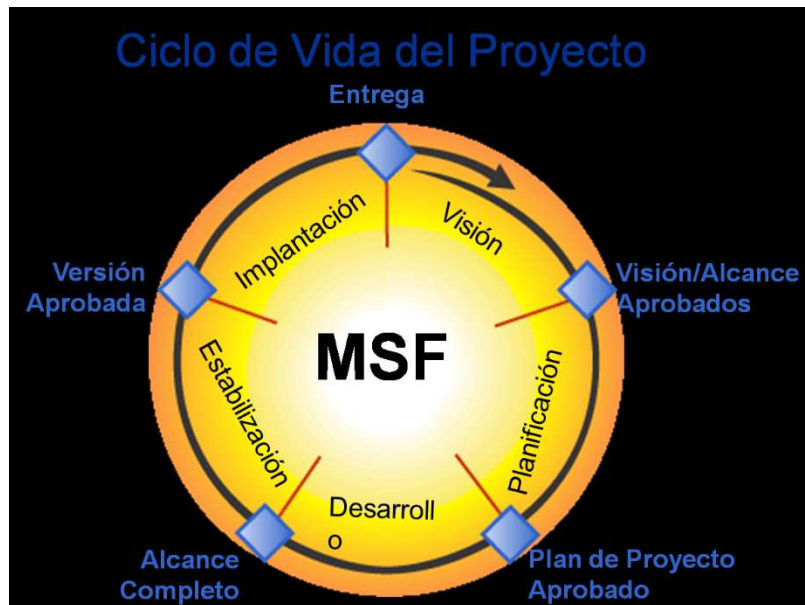 Ciclo de Vida del Proyecto
Entrega
Implantación
Visión
Versión
Aprobada
Visión/Alcance
Aprobados
MSF
Estabilización
Planificación
Desarroll
o
Alcance
Completo
Plan de Proyecto
Aprobado